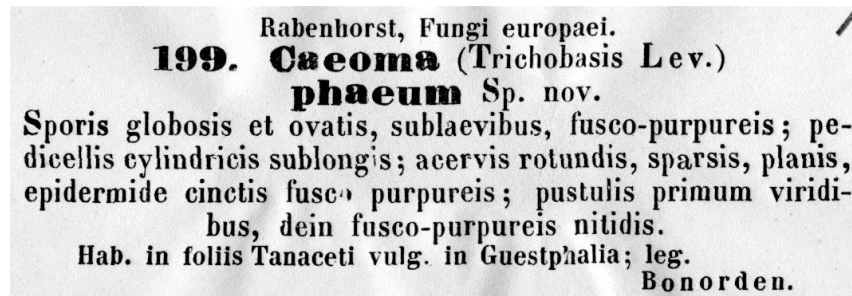 Rabenhorst, Fungi europaei.
199. Caeoma (Trichobasis Lev.)
phaeum Sp. nov.
Sporis globosis et ovatis, sublaevibus, fusco-purpureis; pe-
dicellis cylindricis sublongis; acervis rotundis, sparsis, planis,
epidermide cinctis fusco purpureis; pustulis primum viridi-
bus, dein fusco-purpureis nitidis.
Hab. in foliis Tanaceti vulg. in Guestphalia; leg.
Bonorden.